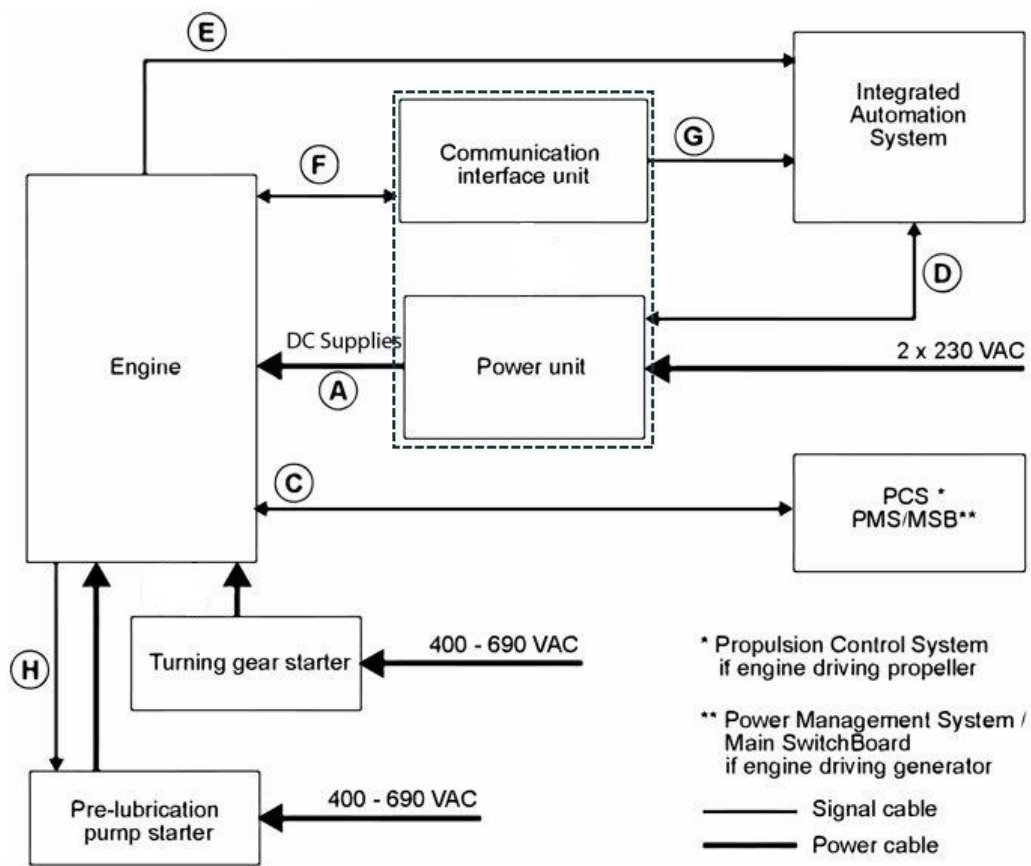 E
Integrated
Automation
System
Communication
interface unit
G
F
D
DC Supplies
2 x 230 VAC
Engine
Power unit
A
C
PCS *
PMS/MSB**
Turning gear starter
400 - 690 VAC
* Propulsion Control System
if engine driving propeller
H
** Power Management System /
Main SwitchBoard
if engine driving generator
Pre-lubrication
pump starter
400 - 690 VAC
Signal cable
Power cable